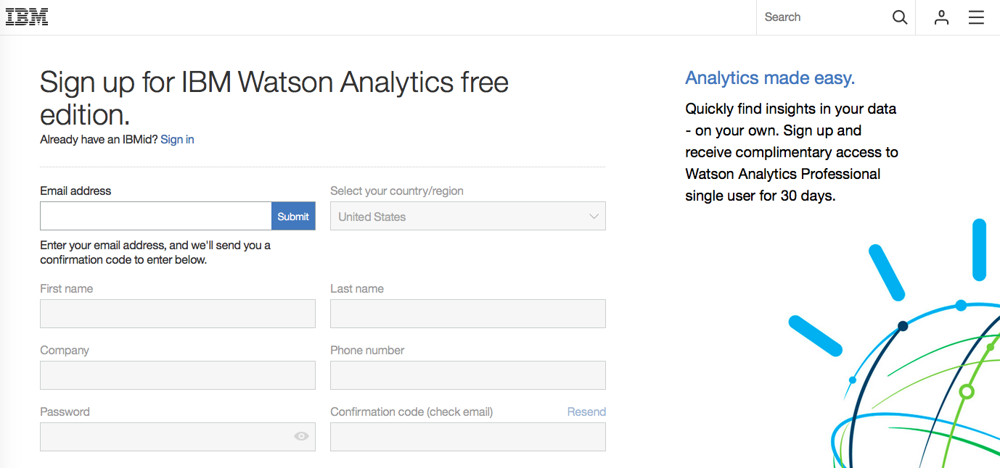 IBM
Search
Sign up for IBM Watson Analytics free
edition.
Already have an IBMid? Sign in
Analytics made easy.
Quickly find insights in your data
- on your own. Sign up and
receive complimentary access to
Watson Analytics Professional
single user for 30 days.
Email address
Select your country/region
Submit
United States
Enter your email address, and we'll send you a
confirmation code to enter below.
First name
Last name
Company
Phone number
Password
Confirmation code (check email)
Resend